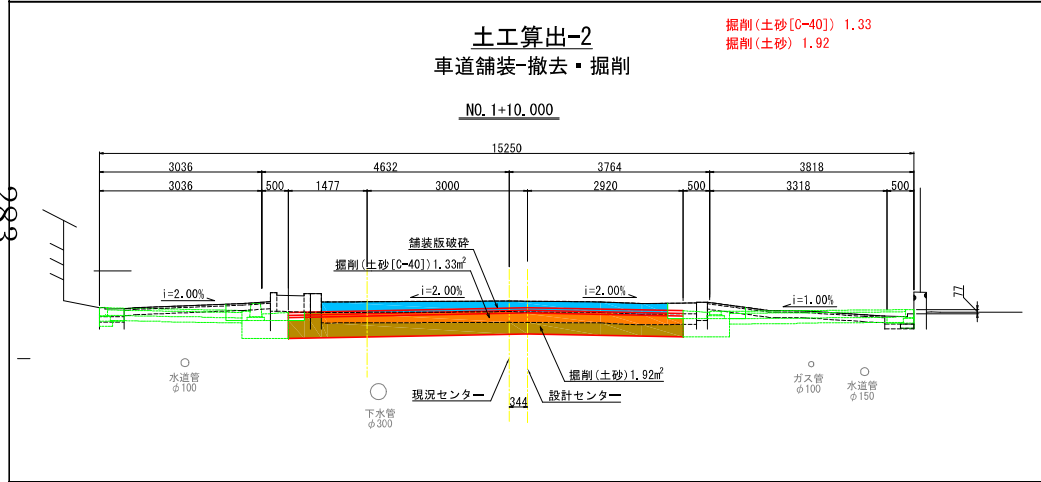 土工算出-2
車道舗装-撤去・掘削
掘削(土砂[C-40]) 1.33
掘削(土砂) 1.92
NO.1+10.000
15250
3036 4632 3764 3818
3036 500 1477 3000 2920 500 3318 500
舗装版破砕
掘削(土砂[C-40])1.33㎡
i=2.00% i=2.00% i=2.00% i=1.00%
77
掘削(土砂)1.92㎡
水道管
φ100
下水管
φ300
現況センター
344
設計センター
ガス管
φ100
水道管
φ150
283